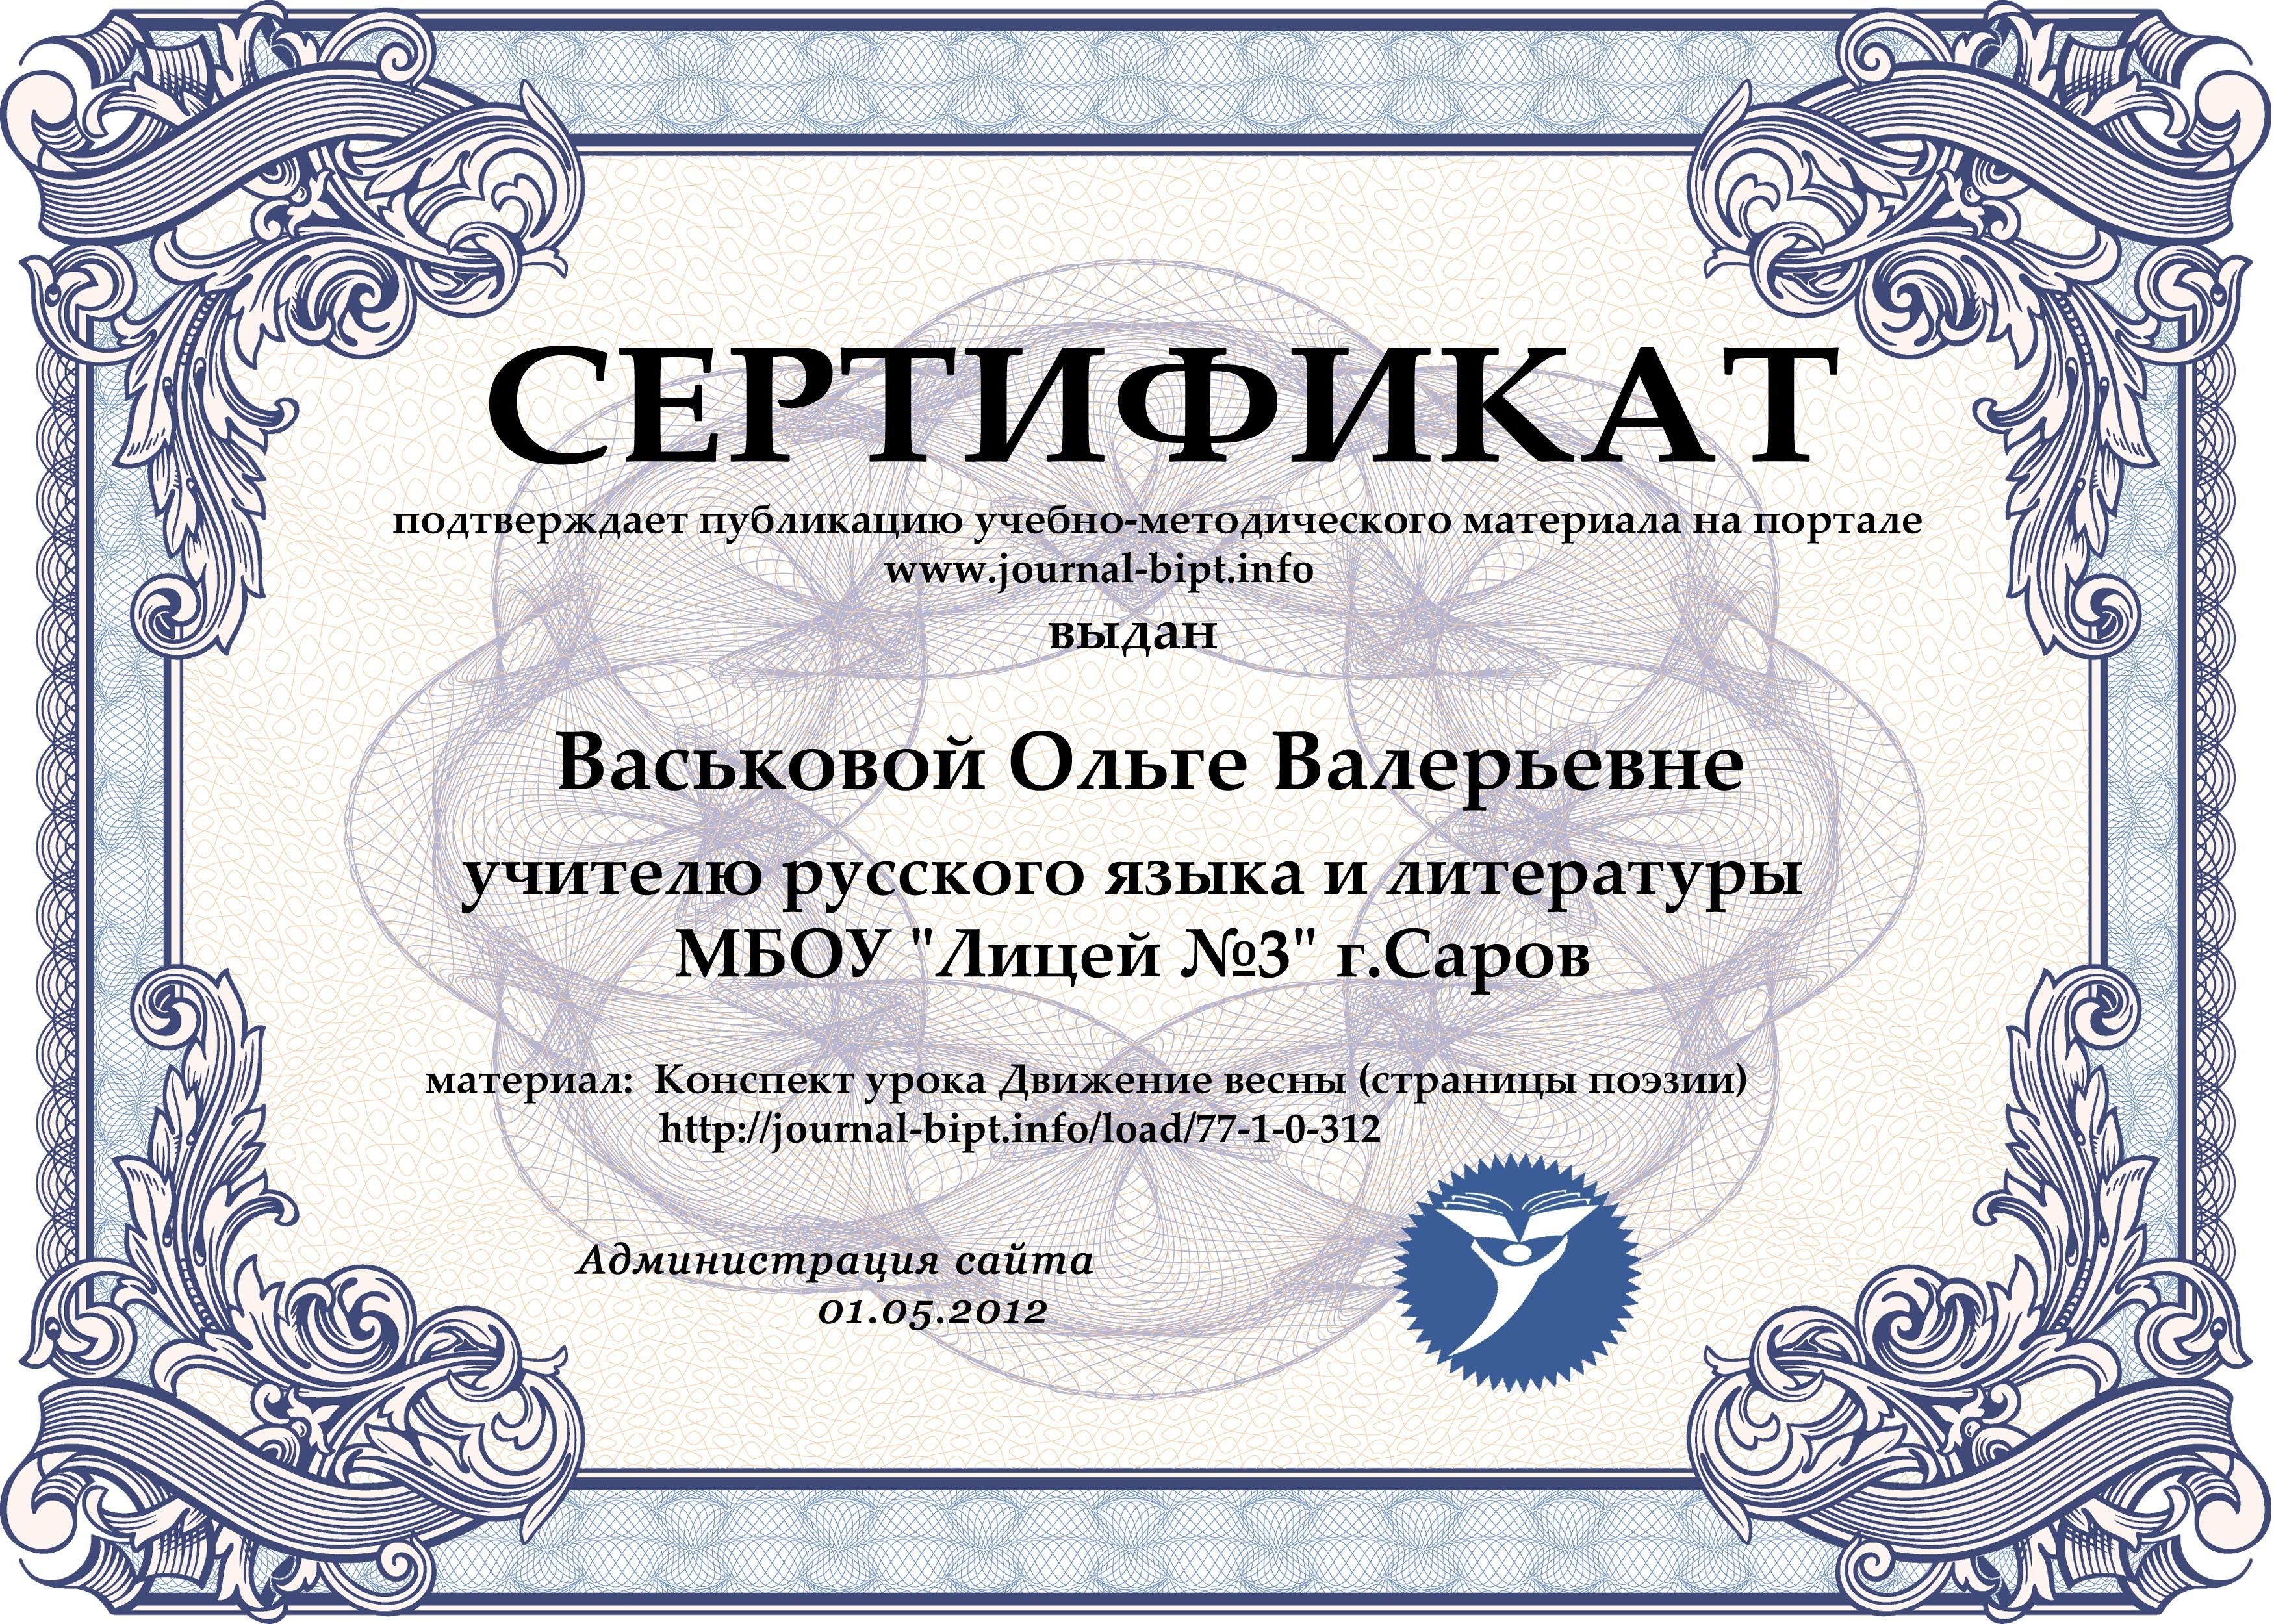 СЕРТИФИКАТ
подтверждает публикацию учебно-методического материала на портале
www.journal-bipt.info
выдан
Васьковой Ольге Валерьевне
учителю русского языка и литературы
МБОУ "Лицей №3" г.Саров
материал: Конспект урока Движение весны (страницы поэзии)
http://journal-bipt.info/load/77-1-0-312
Администрация сайта
01.05.2012